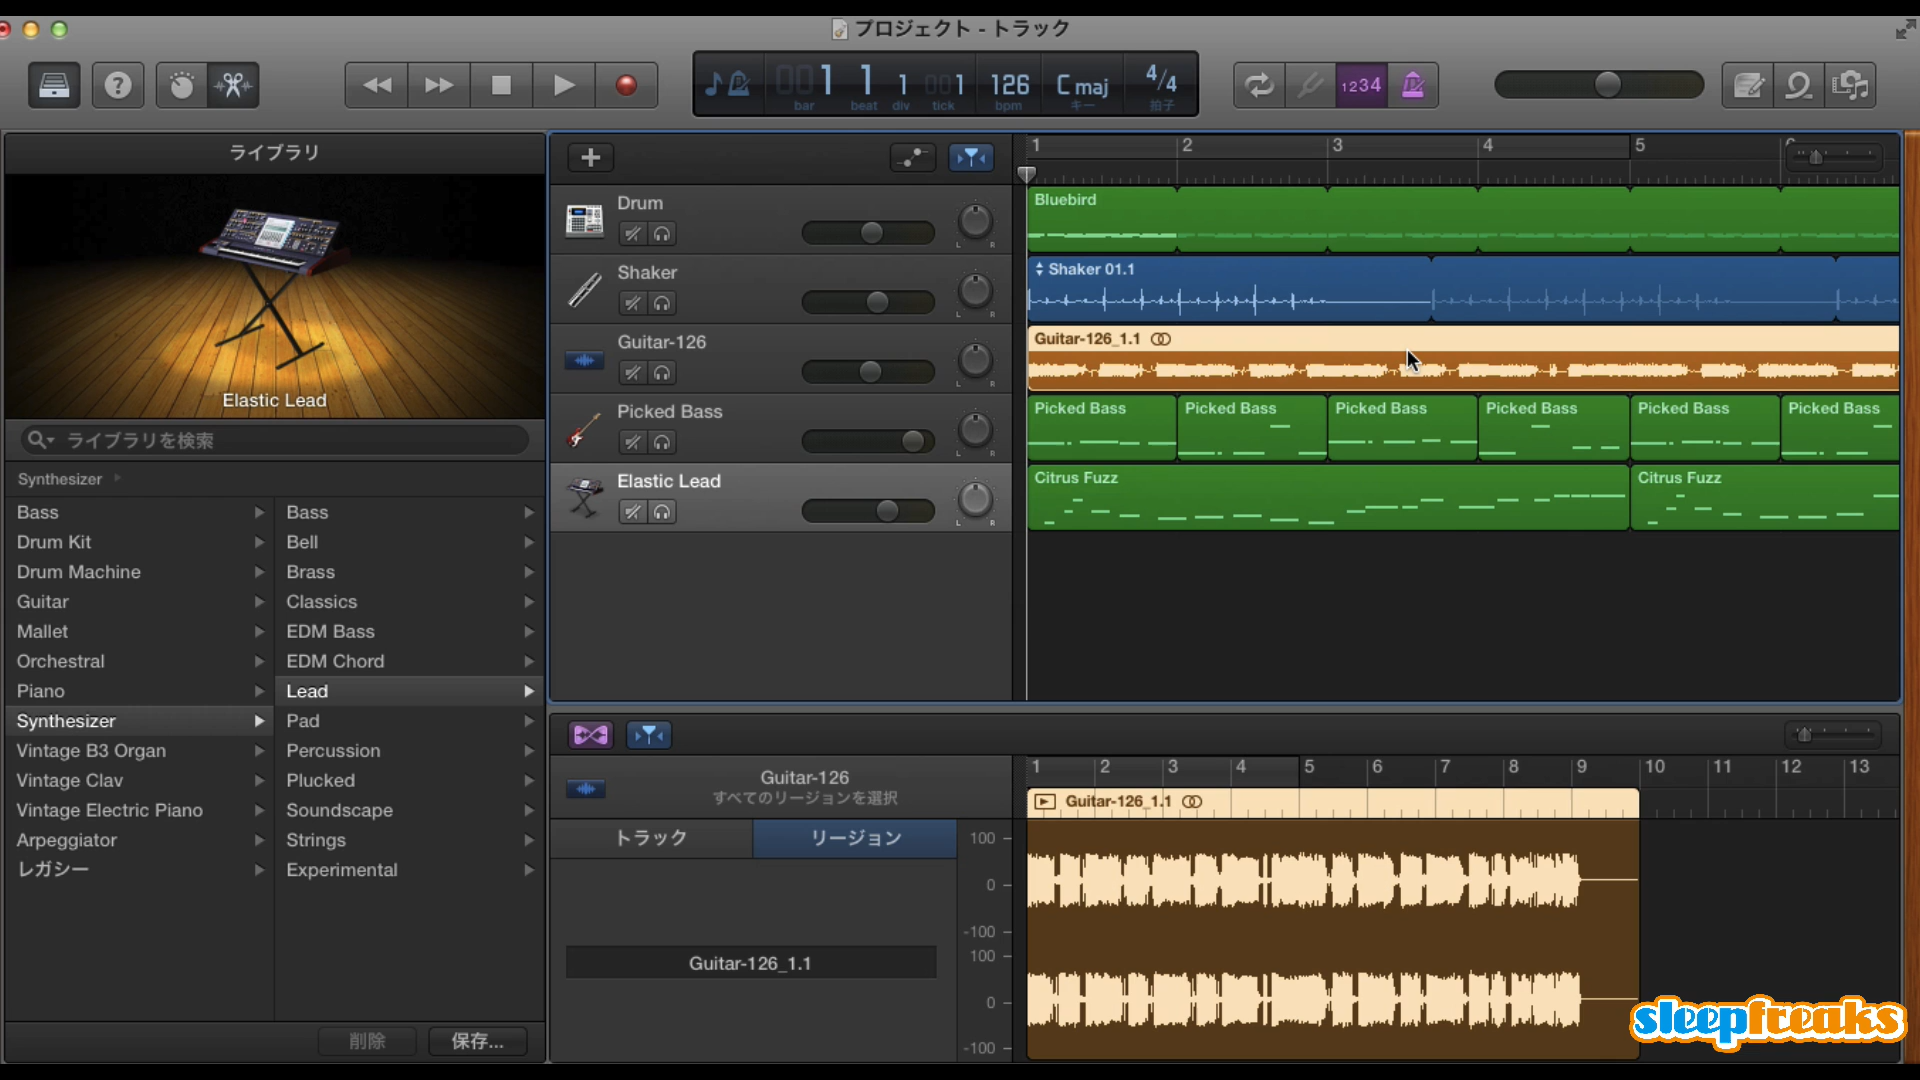 プロジェクト - トラック
001 1 1 001 126 C maj 4/4
bar beat div tick bpm キー 拍子
1234
ライブラリ
Elastic Lead
ライブラリを検索
Synthesizer
Bass
Drum Kit
Drum Machine
Guitar
Mallet
Orchestral
Piano
Synthesizer
Vintage B3 Organ
Vintage Clav
Vintage Electric Piano
Arpeggiator
レガシー
Bass
Bell
Brass
Classics
EDM Bass
EDM Chord
Lead
Pad
Percussion
Plucked
Soundscape
Strings
Experimental
削除 保存...
1 2 3 4 5 6
Drum
L R
Shaker
L R
Guitar-126
L R
Picked Bass
L R
Elastic Lead
L R
Bluebird
Shaker 01.1
Guitar-126_1.1
Picked Bass Picked Bass Picked Bass Picked Bass Picked Bass Picked Bass
Citrus Fuzz Citrus Fuzz
Guitar-126
すべてのリージョンを選択
トラック リージョン
Guitar-126_1.1
1 2 3 4 5 6 7 8 9 10 11 12 13
Guitar-126_1.1
100
0
-100
100
0
-100
sleepfreaks